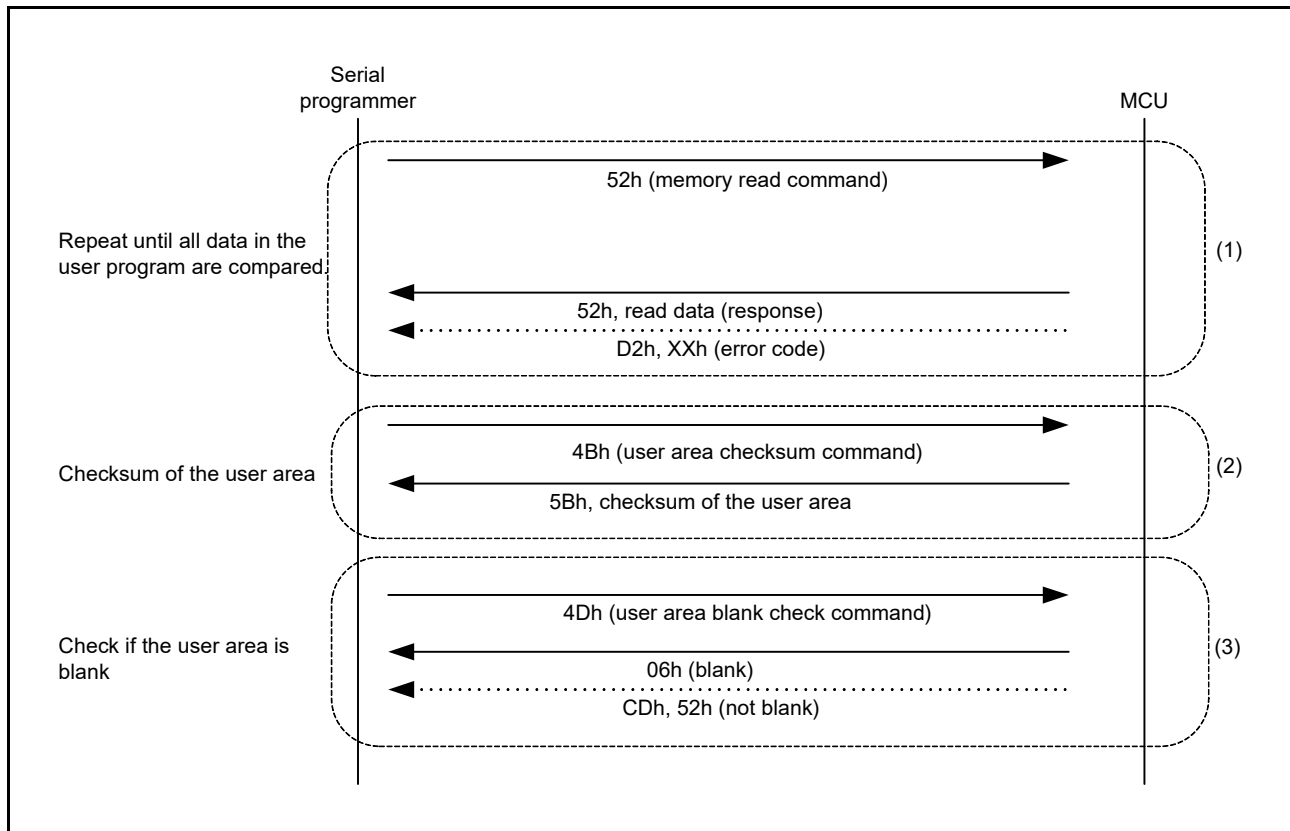 Serial
programmer
MCU
52h (memory read command)
Repeat until all data in the
user program are compared.
(1)
52h, read data (response)
D2h, XXh (error code)
4Bh (user area checksum command)
Checksum of the user area
(2)
5Bh, checksum of the user area
4Dh (user area blank check command)
Check if the user area is
blank
(3)
06h (blank)
CDh, 52h (not blank)